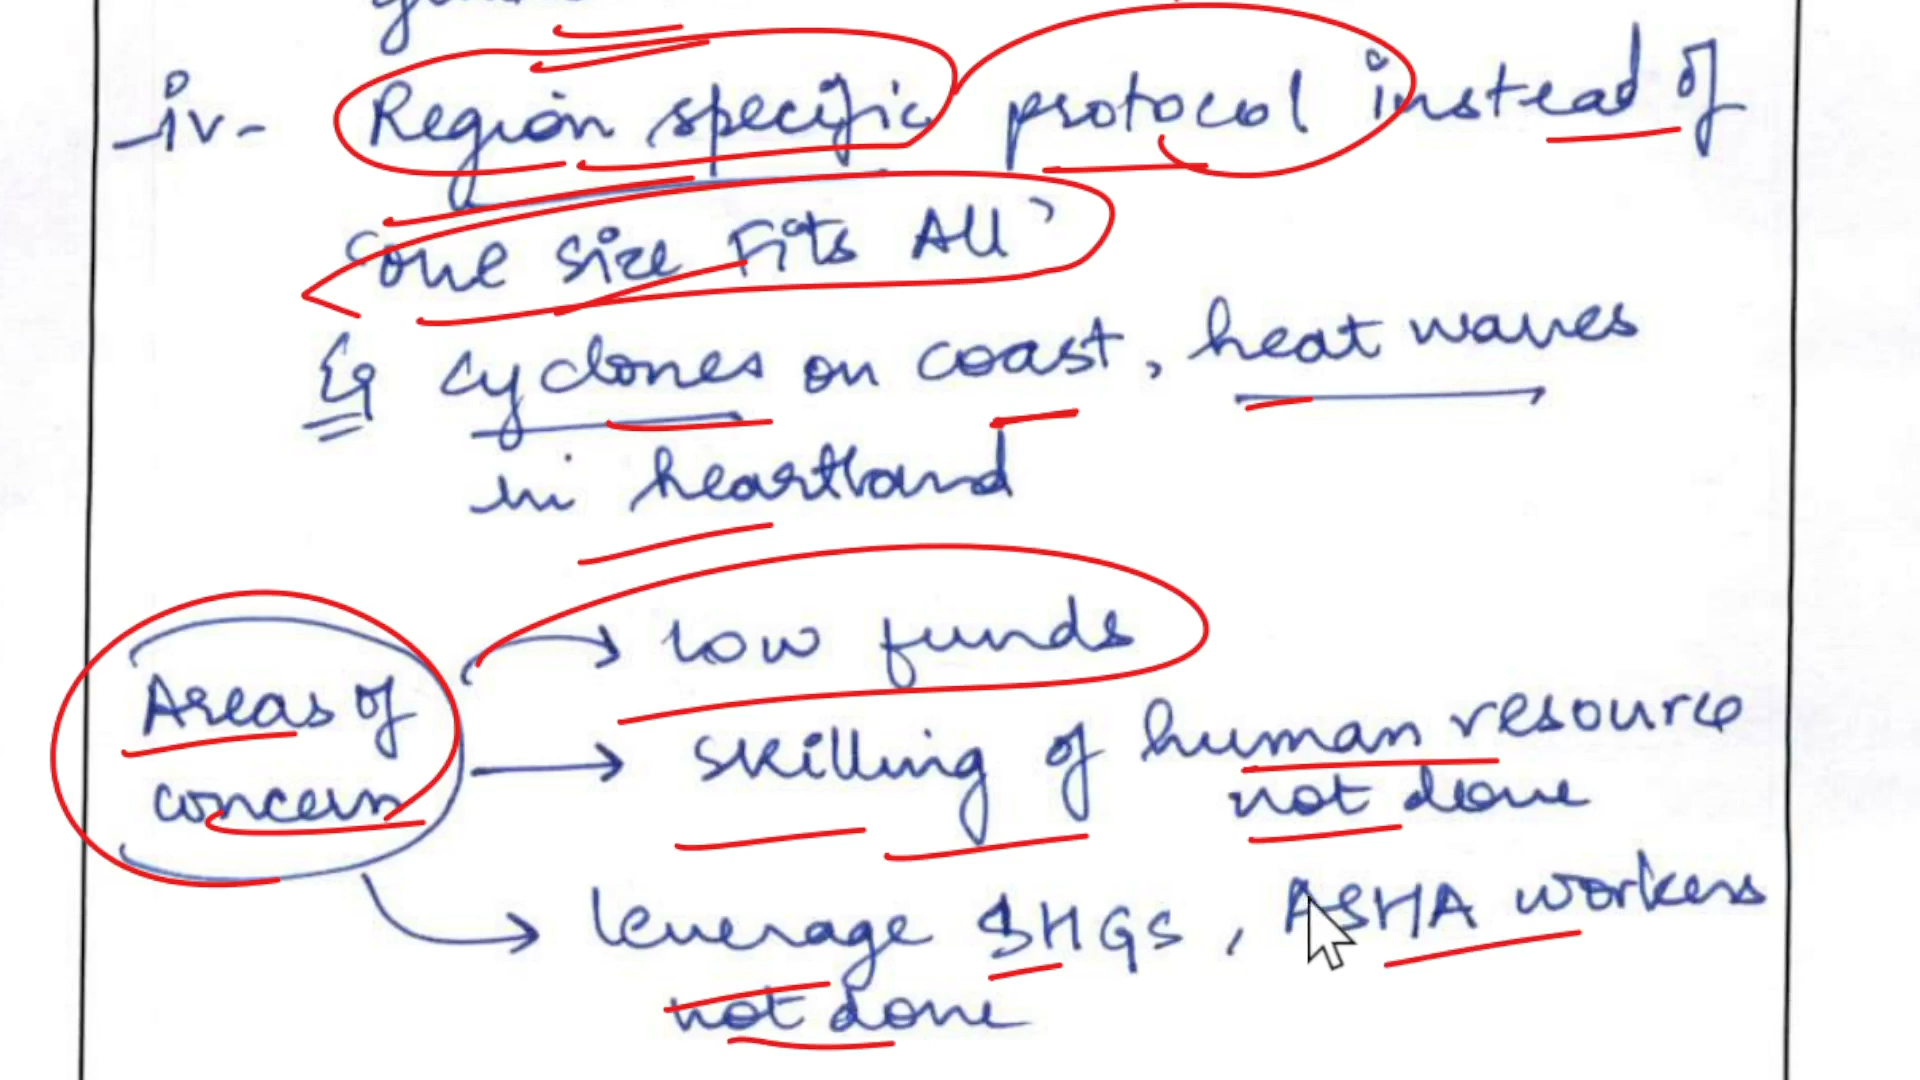 iv- Region specific protocol instead of
'One Size Fits All'
Eg cyclones on coast, heat waves
in heartland
Areas of
concern
→ low funds
→ skilling of human resource
not done
→ leverage SHGs, ASHA workers
not done